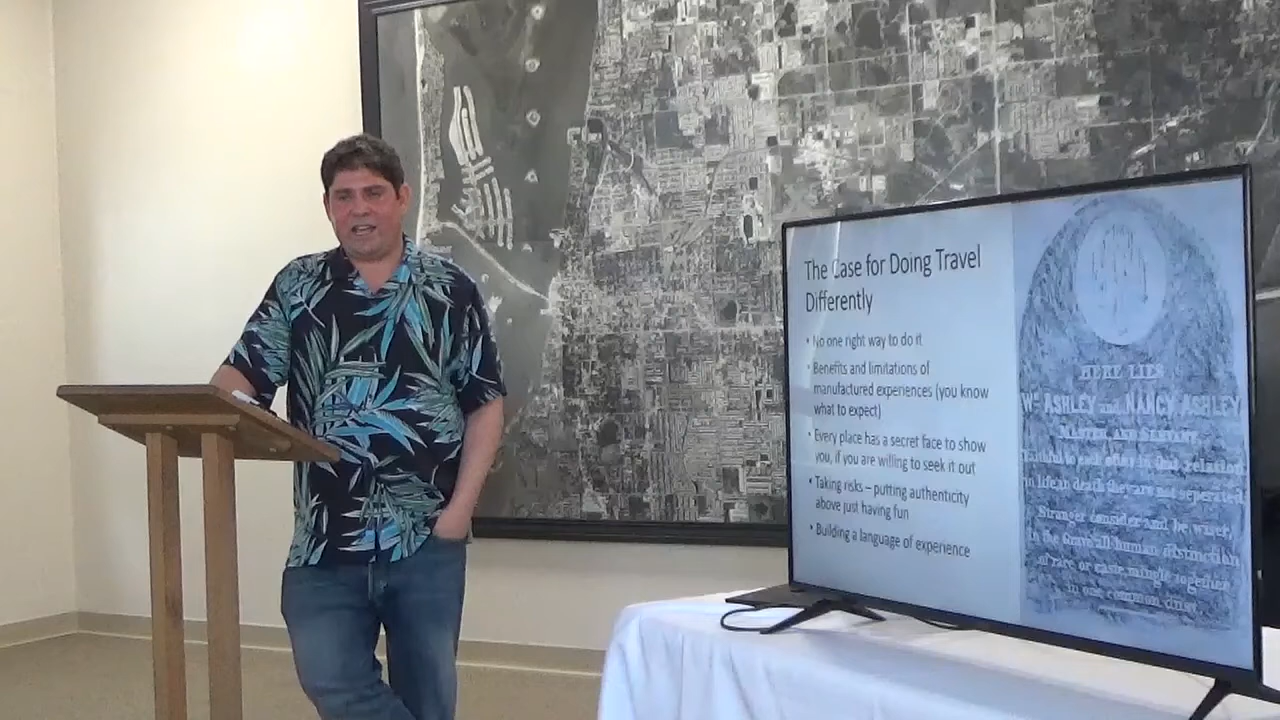 The Case for Doing Travel
Differently
• No one right way to do it
• Benefits and limitations of
manufactured experiences (you know
what to expect)
• Every place has a secret face to show
you, if you are willing to seek it out
• Taking risks – putting authenticity
above just having fun
• Building a language of experience
HERE LIES
Wm ASHLEY and NANCY ASHLEY
MASTER AND SERVANT
faithful to each other in that relation
in life in death they are not seperated
Stranger consider and be wiser,
in the Grave all human distinction
of race or caste mingle together
in one common dust